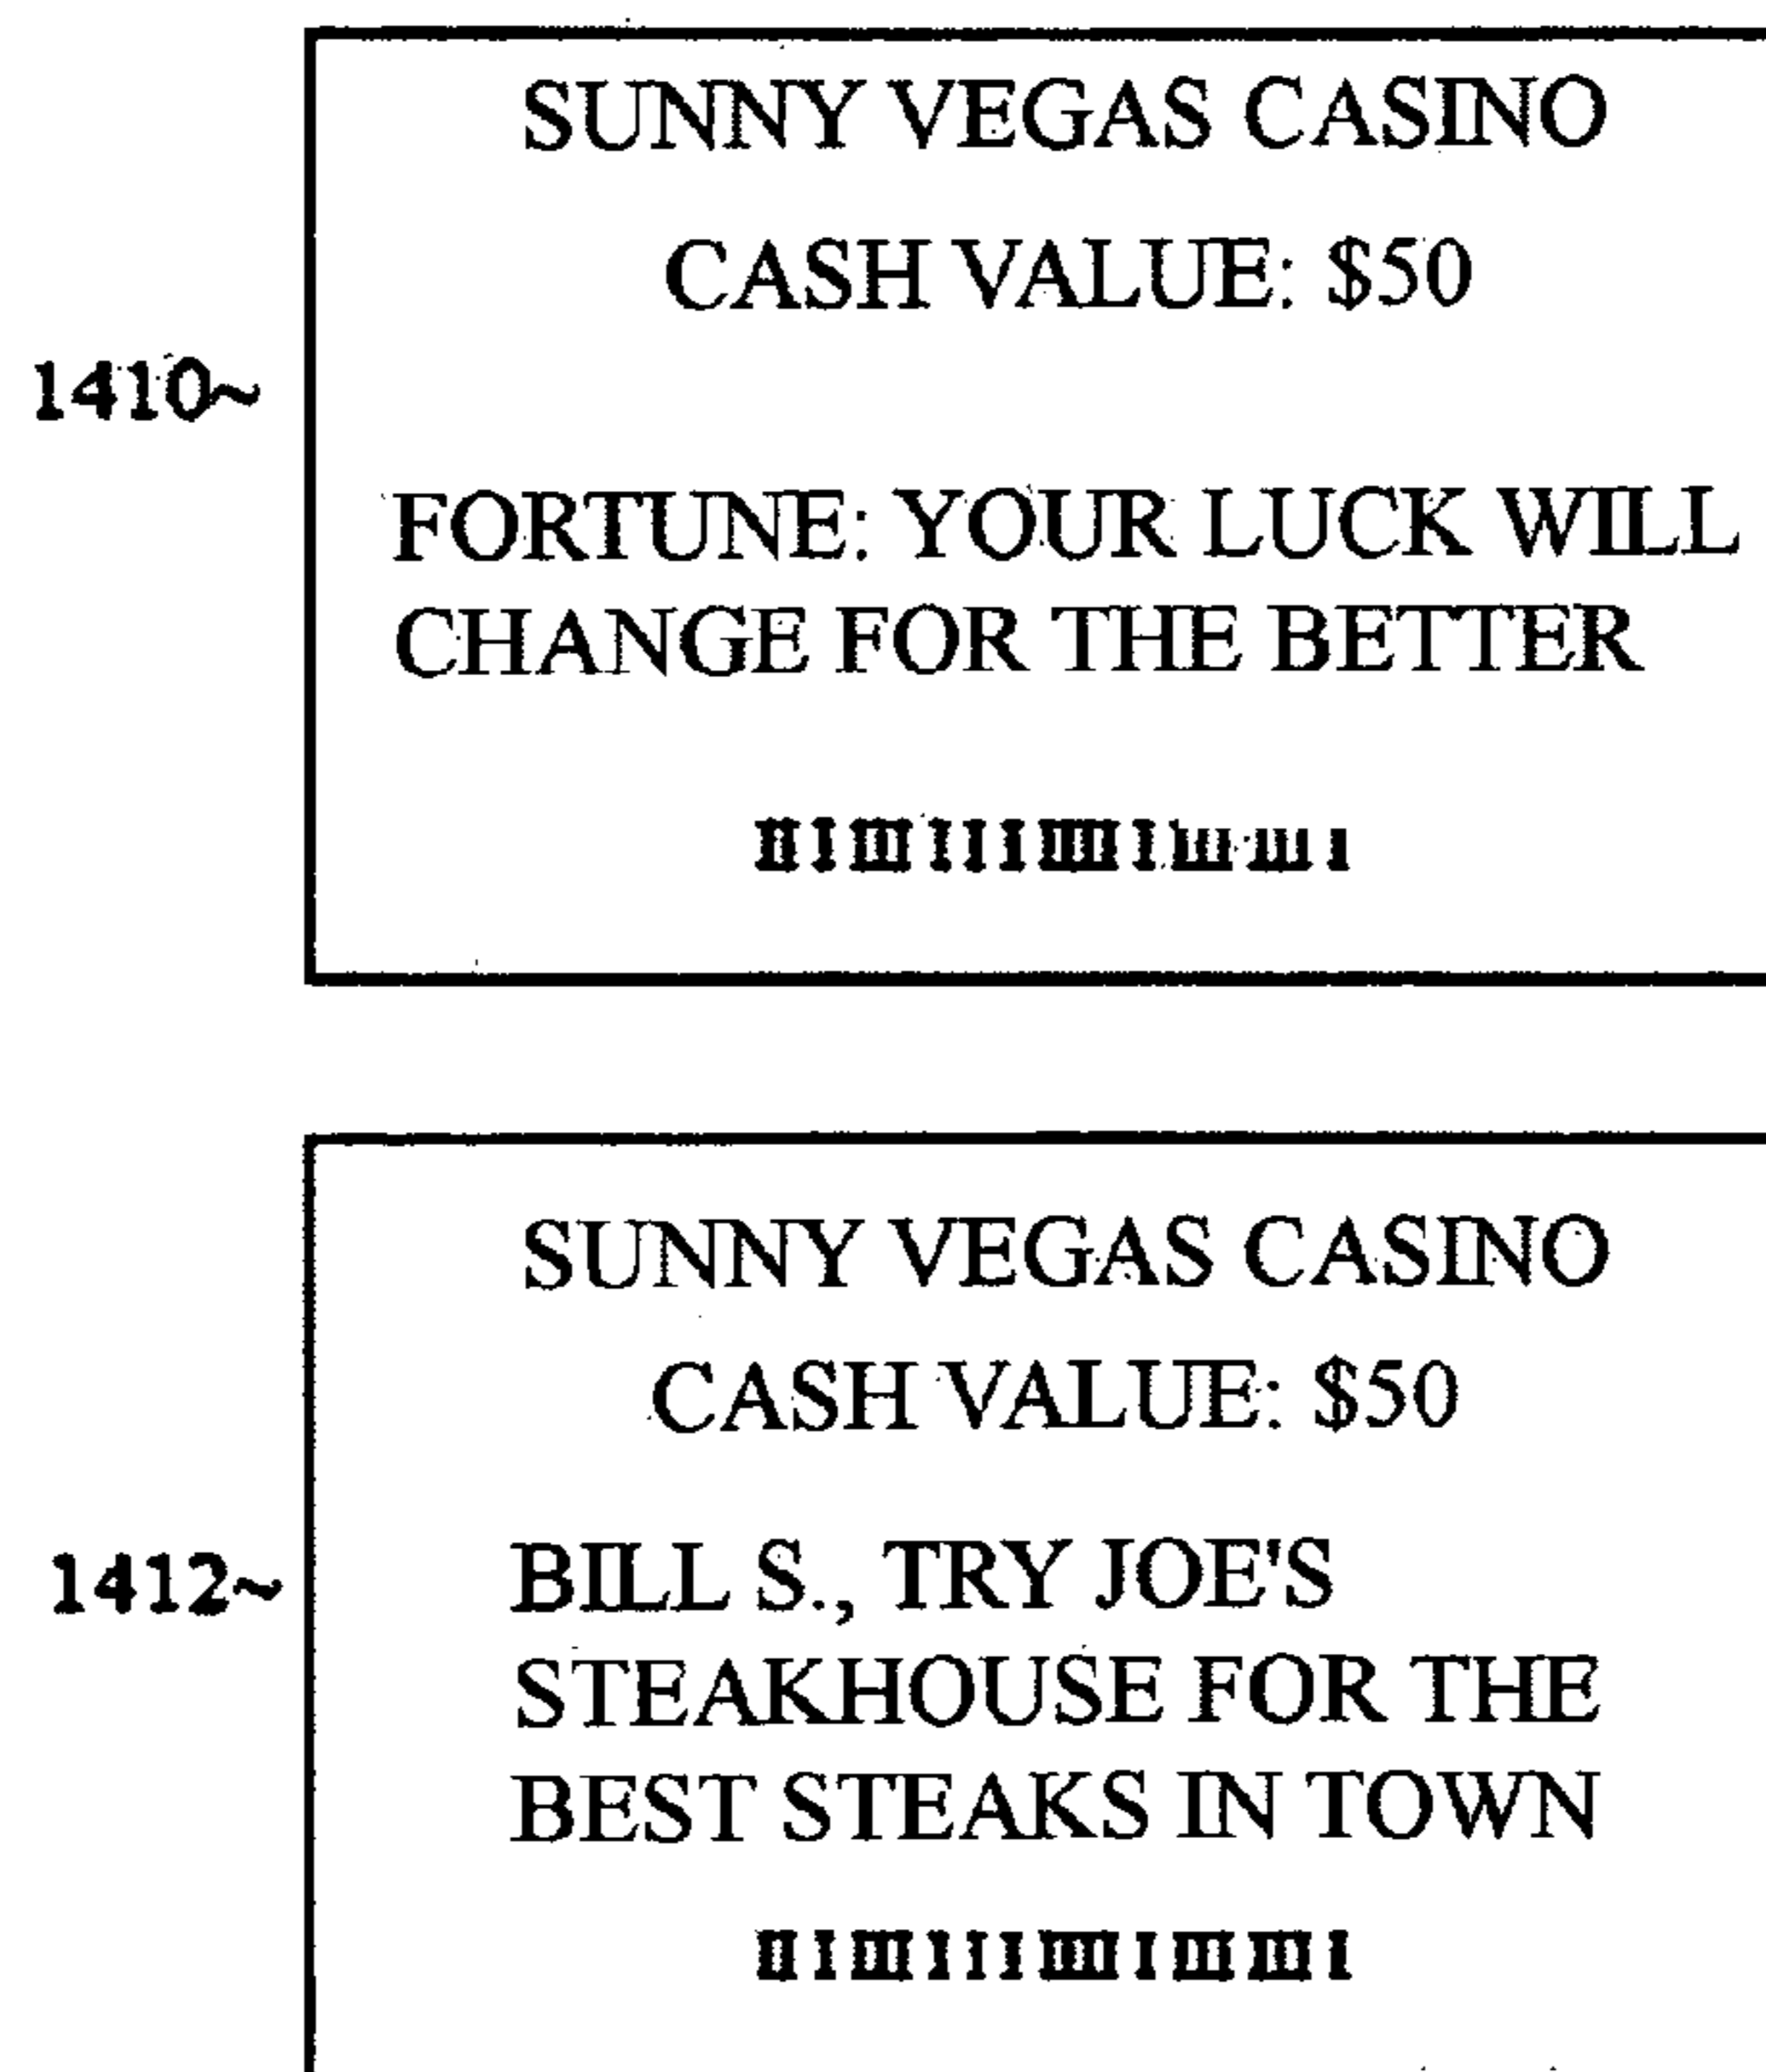 SUNNY VEGAS CASINO
CASH VALUE: $50
1410~
FORTUNE: YOUR LUCK WILL
CHANGE FOR THE BETTER
SUNNY VEGAS CASINO
CASH VALUE: $50
1412~
BILL S., TRY JOE'S
STEAKHOUSE FOR THE
BEST STEAKS IN TOWN